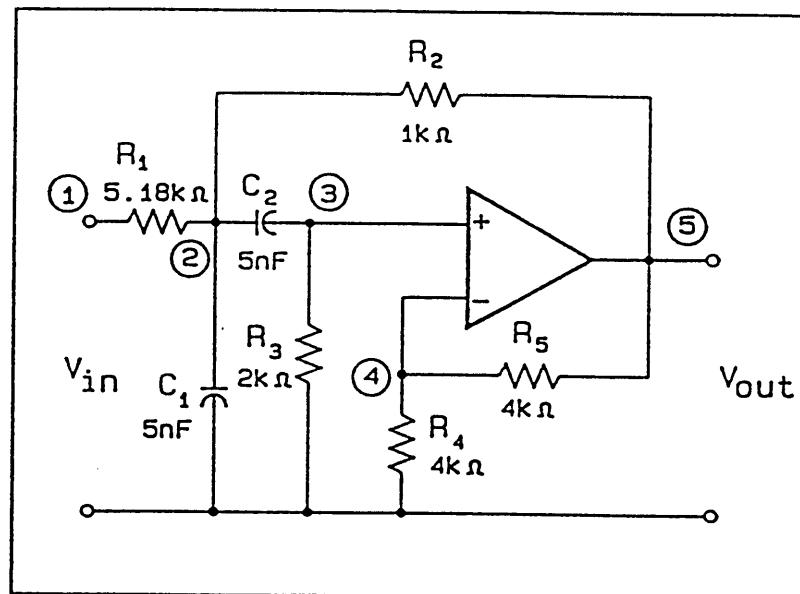 R2
1kΩ
R1
5.18kΩ
C2
5nF
1
2
3
+
−
5
R3
2kΩ
Vin
C1
5nF
4
R5
4kΩ
R4
4kΩ
Vout